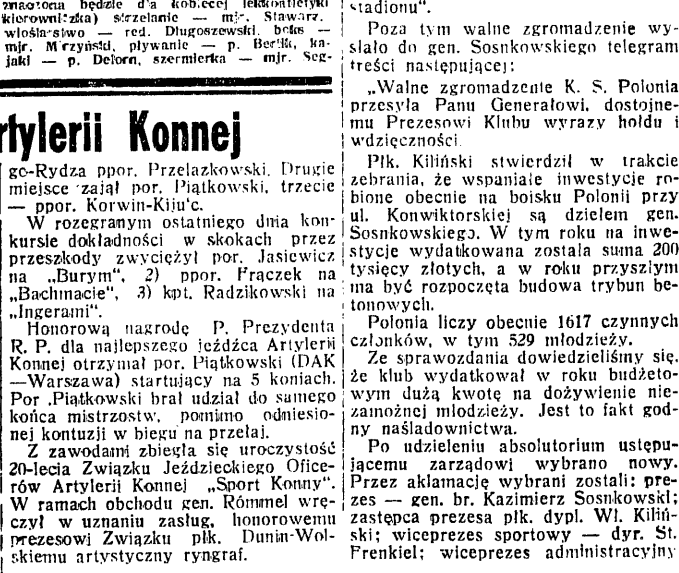 znaczona będzie dla kobiecej lekkoatletyki
kierowniczka) strzelanie — mjr. Stawarz,
wioślarstwo — red. Długoszewski, boks —
mjr. Mirzyński, pływanie — p. Berlik, ka-
jaki — p. Delorn, szermierka — mjr. Seg-
rtylerii Konnej
go-Rydza ppor. Przelazkowski. Drugie
miejsce zajął por. Piątkowski, trzecie
— ppor. Korwin-Kiju'c.
W rozegranym ostatniego dnia kon-
kursie dokładności w skokach przez
przeszkody zwyciężył por. Jasiewicz
na „Burym“, 2) ppor. Frączek na
„Bachmacie“, 3) kpt. Radzikowski na
„Ingerami“.
Honorową nagrodę P. Prezydenta
R. P. dla najlepszego jeźdźca Artylerii
Konnej otrzymał por. Piątkowski (DAK
—Warszawa) startujący na 5 koniach.
Por .Piątkowski brał udział do samego
końca mistrzostw, pomimo odniesio-
nej kontuzji w biegu na przełaj.
Z zawodami zbiegła się uroczystość
20-lecia Związku Jeździeckiego Ofice-
rów Artylerii Konnej „Sport Konny“.
W ramach obchodu gen. Rómmel wrę-
czył w uznaniu zasług, honorowemu
prezesowi Związku płk. Dunin-Wol-
skiemu artystyczny ryngraf.
stadionu“.
Poza tym walne zgromadzenie wy-
słało do gen. Sosnkowskiego telegram
treści następującej:
„Walne zgromadzenie K. S. Polonia
przesyła Panu Generałowi, dostojne-
mu Prezesowi Klubu wyrazy hołdu i
wdzięczności
Płk. Kiliński stwierdził w trakcie
zebrania, że wspaniałe inwestycje ro-
bione obecnie na boisku Polonii przy
ul. Konwiktorskiej są dziełem gen.
Sosnkowskiego. W tym roku na inwe-
stycje wydatkowana została suma 200
tysięcy złotych, a w roku przyszłym
ma być rozpoczęta budowa trybun be-
tonowych.
Polonia liczy obecnie 1617 czynnych
członków, w tym 529 młodzieży.
Ze sprawozdania dowiedzieliśmy się,
że klub wydatkował w roku budżeto-
wym dużą kwotę na dożywienie nie-
zamożnej młodzieży. Jest to fakt god-
ny naśladownictwa.
Po udzieleniu absolutorium ustępu-
jącemu zarządowi wybrano nowy.
Przez aklamację wybrani zostali: pre-
zes — gen. br. Kazimierz Sosnkowski;
zastępca prezesa płk. dypl. Wł. Kiliń-
ski; wiceprezes sportowy — dyr. St.
Frenkiel; wiceprezes administracyjny